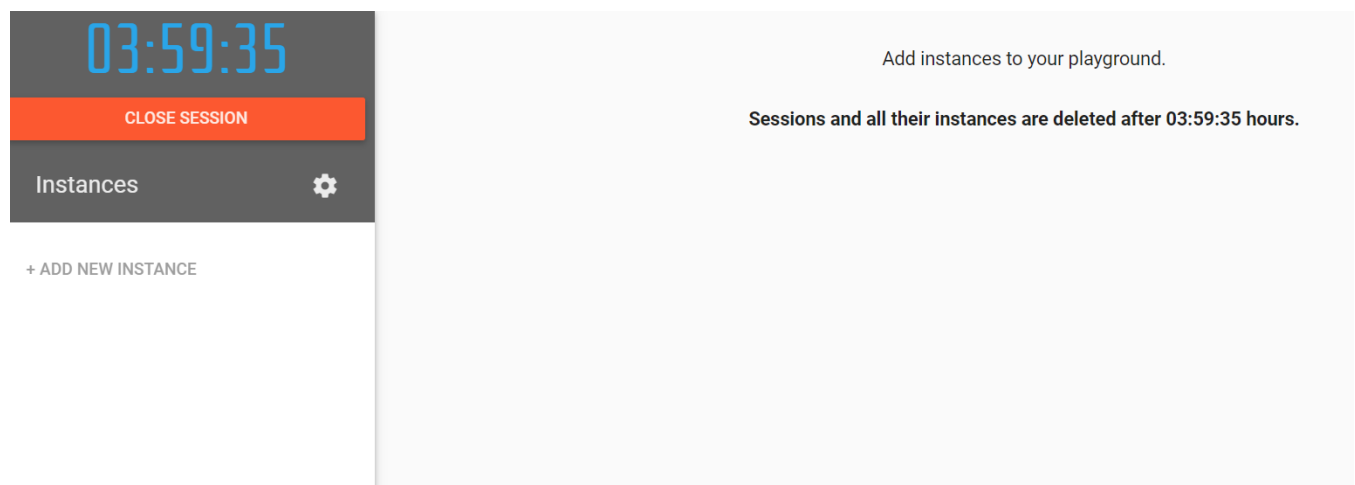 03:59:35
CLOSE SESSION
Instances
+ ADD NEW INSTANCE
Add instances to your playground.
Sessions and all their instances are deleted after 03:59:35 hours.